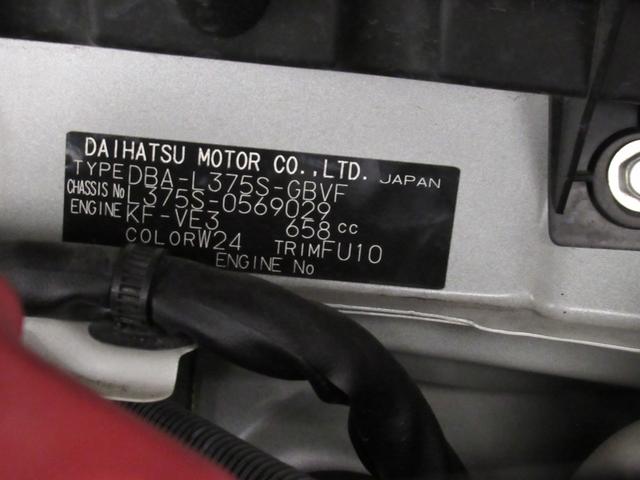 DAIHATSU MOTOR CO.,LTD. JAPAN
TYPE DBA-L375S-GBVF
CHASSIS No L375S-0569029
ENGINE KF-VE3 658 cc
COLOR W24 TRIM FU10
ENGINE No